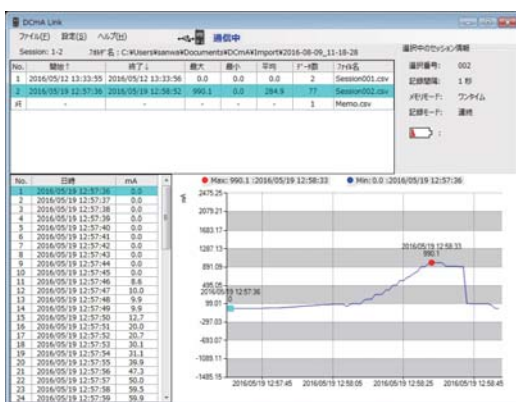 DCMA Link
ファイル(F) 設定(S) ヘルプ(H) 通信中
Session: 1-2 フォルダ名 : C:¥Users¥sanwa¥Documents¥DCmA¥Import¥2016-08-09_11-18-28
No. 開始↑ 終了↓ 最大 最小 平均 データ数 ファイル名
1 2016/05/12 13:33:55 2016/05/12 13:33:56 0.0 0.0 0.0 2 Session001.csv
2 2016/05/19 12:57:36 2016/05/19 12:58:52 990.1 0.0 284.9 77 Session002.csv
メモ - - - - - 1 Memo.csv
選択中のセッション情報
選択番号: 002
記録間隔: 1 秒
メモリモード: ワンタイム
記録モード: 連続
:
No. 日時 mA
1 2016/05/19 12:57:36 0.0
2 2016/05/19 12:57:37 0.0
3 2016/05/19 12:57:38 0.0
4 2016/05/19 12:57:39 0.0
5 2016/05/19 12:57:40 0.0
6 2016/05/19 12:57:41 0.0
7 2016/05/19 12:57:42 0.0
8 2016/05/19 12:57:43 0.0
9 2016/05/19 12:57:44 0.0
10 2016/05/19 12:57:45 0.0
11 2016/05/19 12:57:46 8.6
12 2016/05/19 12:57:47 10.0
13 2016/05/19 12:57:48 9.9
14 2016/05/19 12:57:49 9.9
15 2016/05/19 12:57:50 12.7
16 2016/05/19 12:57:51 20.0
17 2016/05/19 12:57:52 20.7
18 2016/05/19 12:57:53 30.1
19 2016/05/19 12:57:54 31.1
20 2016/05/19 12:57:55 39.9
21 2016/05/19 12:57:56 47.3
22 2016/05/19 12:57:57 50.0
23 2016/05/19 12:57:58 59.5
24 2016/05/19 12:57:59 59.9
Max: 990.1 :2016/05/19 12:58:33 Min: 0.0 :2016/05/19 12:57:36
mA
2475.25
2079.21
1683.17
1287.13
891.09
495.05
99.01
-297.03
-693.07
-1089.11
-1485.15
2016/05/19 12:58:33
990.1
2016/05/19 12:57:36
0
2016/05/19 12:57:45 2016/05/19 12:58:05 2016/05/19 12:58:25 2016/05/19 12:58:45